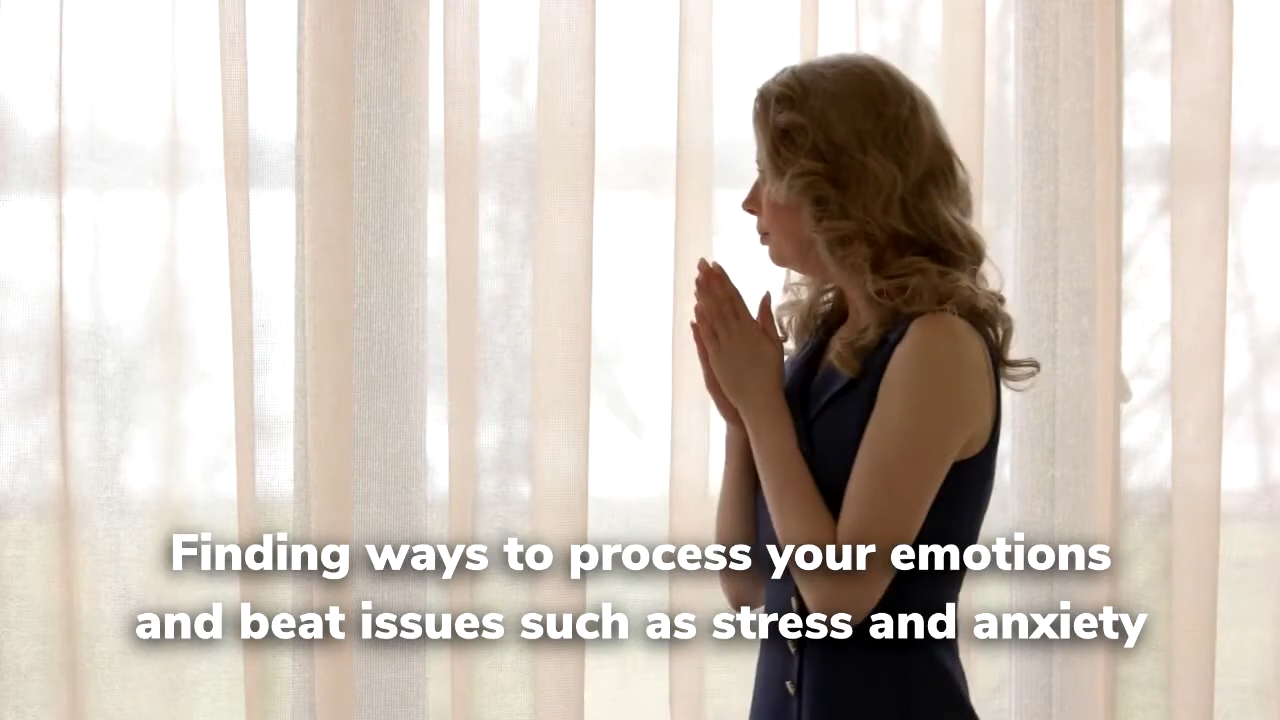 Finding ways to process your emotions
and beat issues such as stress and anxiety